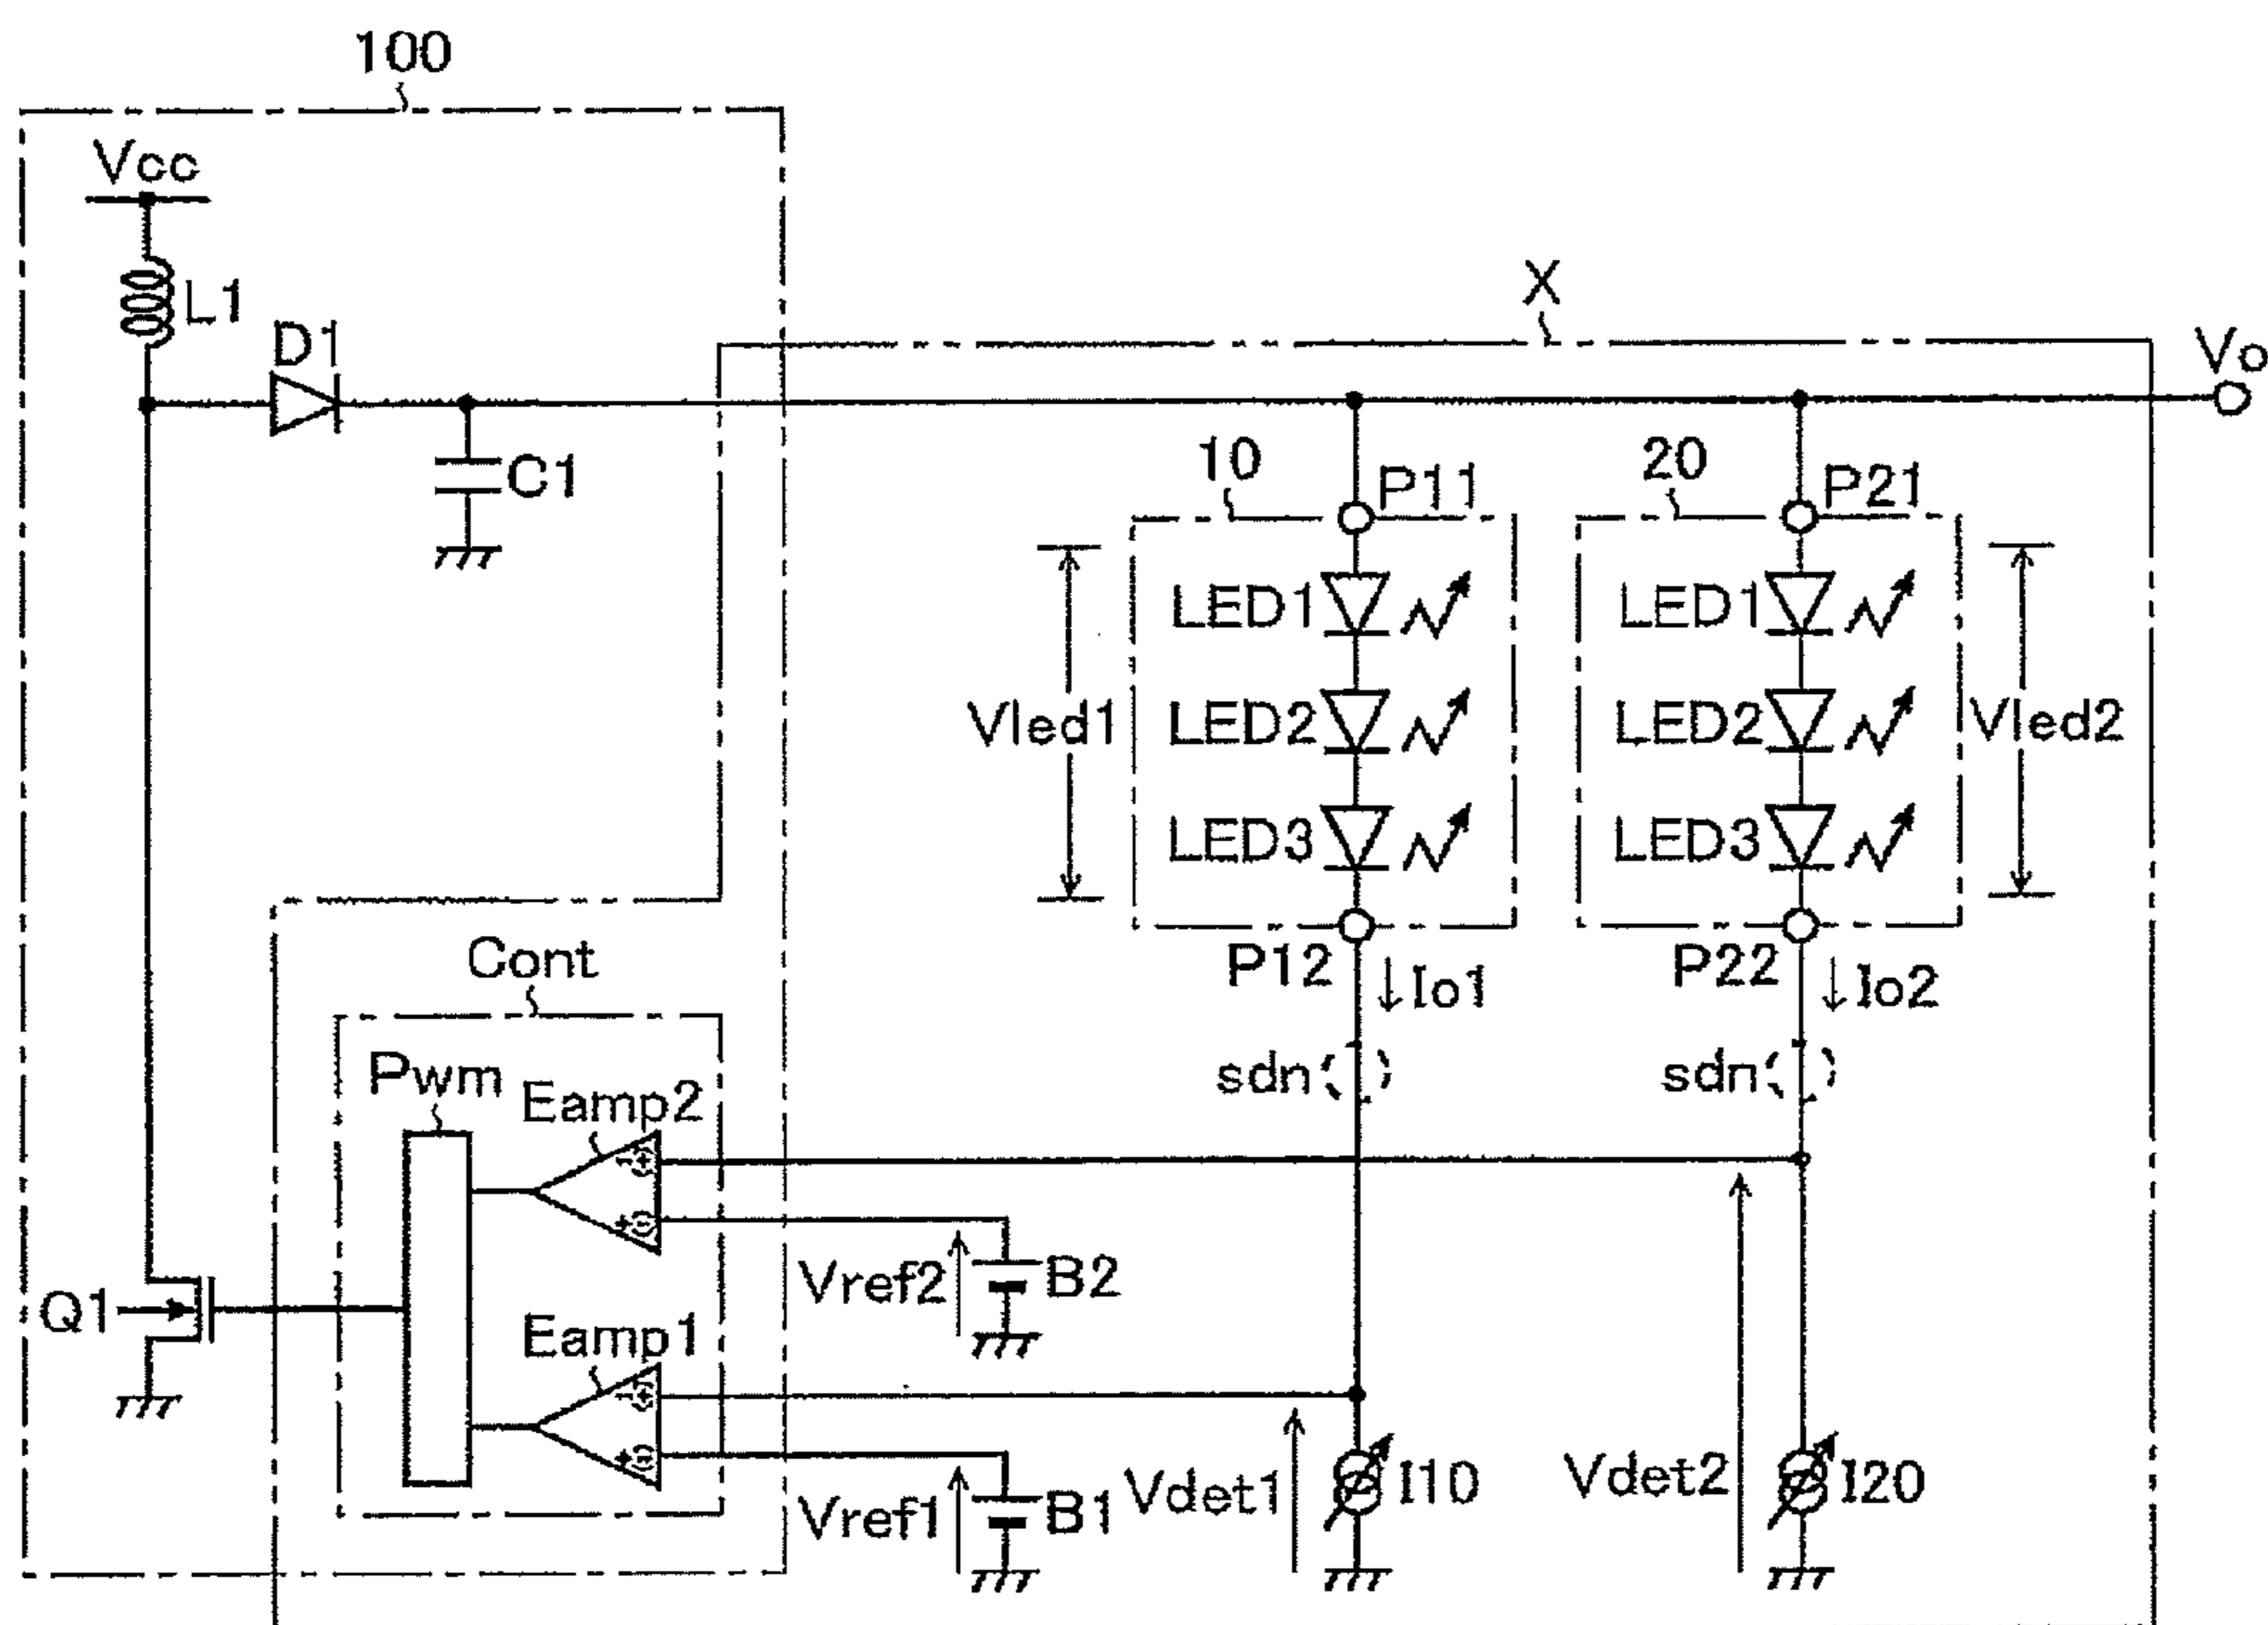 100
Vcc
L1
D1
C1
X
Vo
10
P11
20
P21
LED1
LED1
Vled1
LED2
LED2
Vled2
LED3
LED3
P12
Io1
P22
Io2
Cont
sdn
sdn
Pwm
Eamp2
-(+)
+(-)
Vref2
B2
Q1
Eamp1
-(+)
+(-)
Vref1
B1
Vdet1
I10
Vdet2
I20